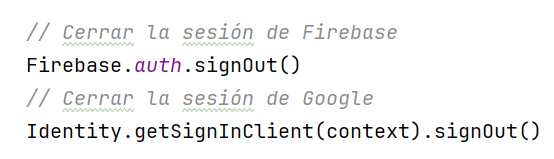 // Cerrar la sesión de Firebase
Firebase.auth.signOut()
// Cerrar la sesión de Google
Identity.getSignInClient(context).signOut()